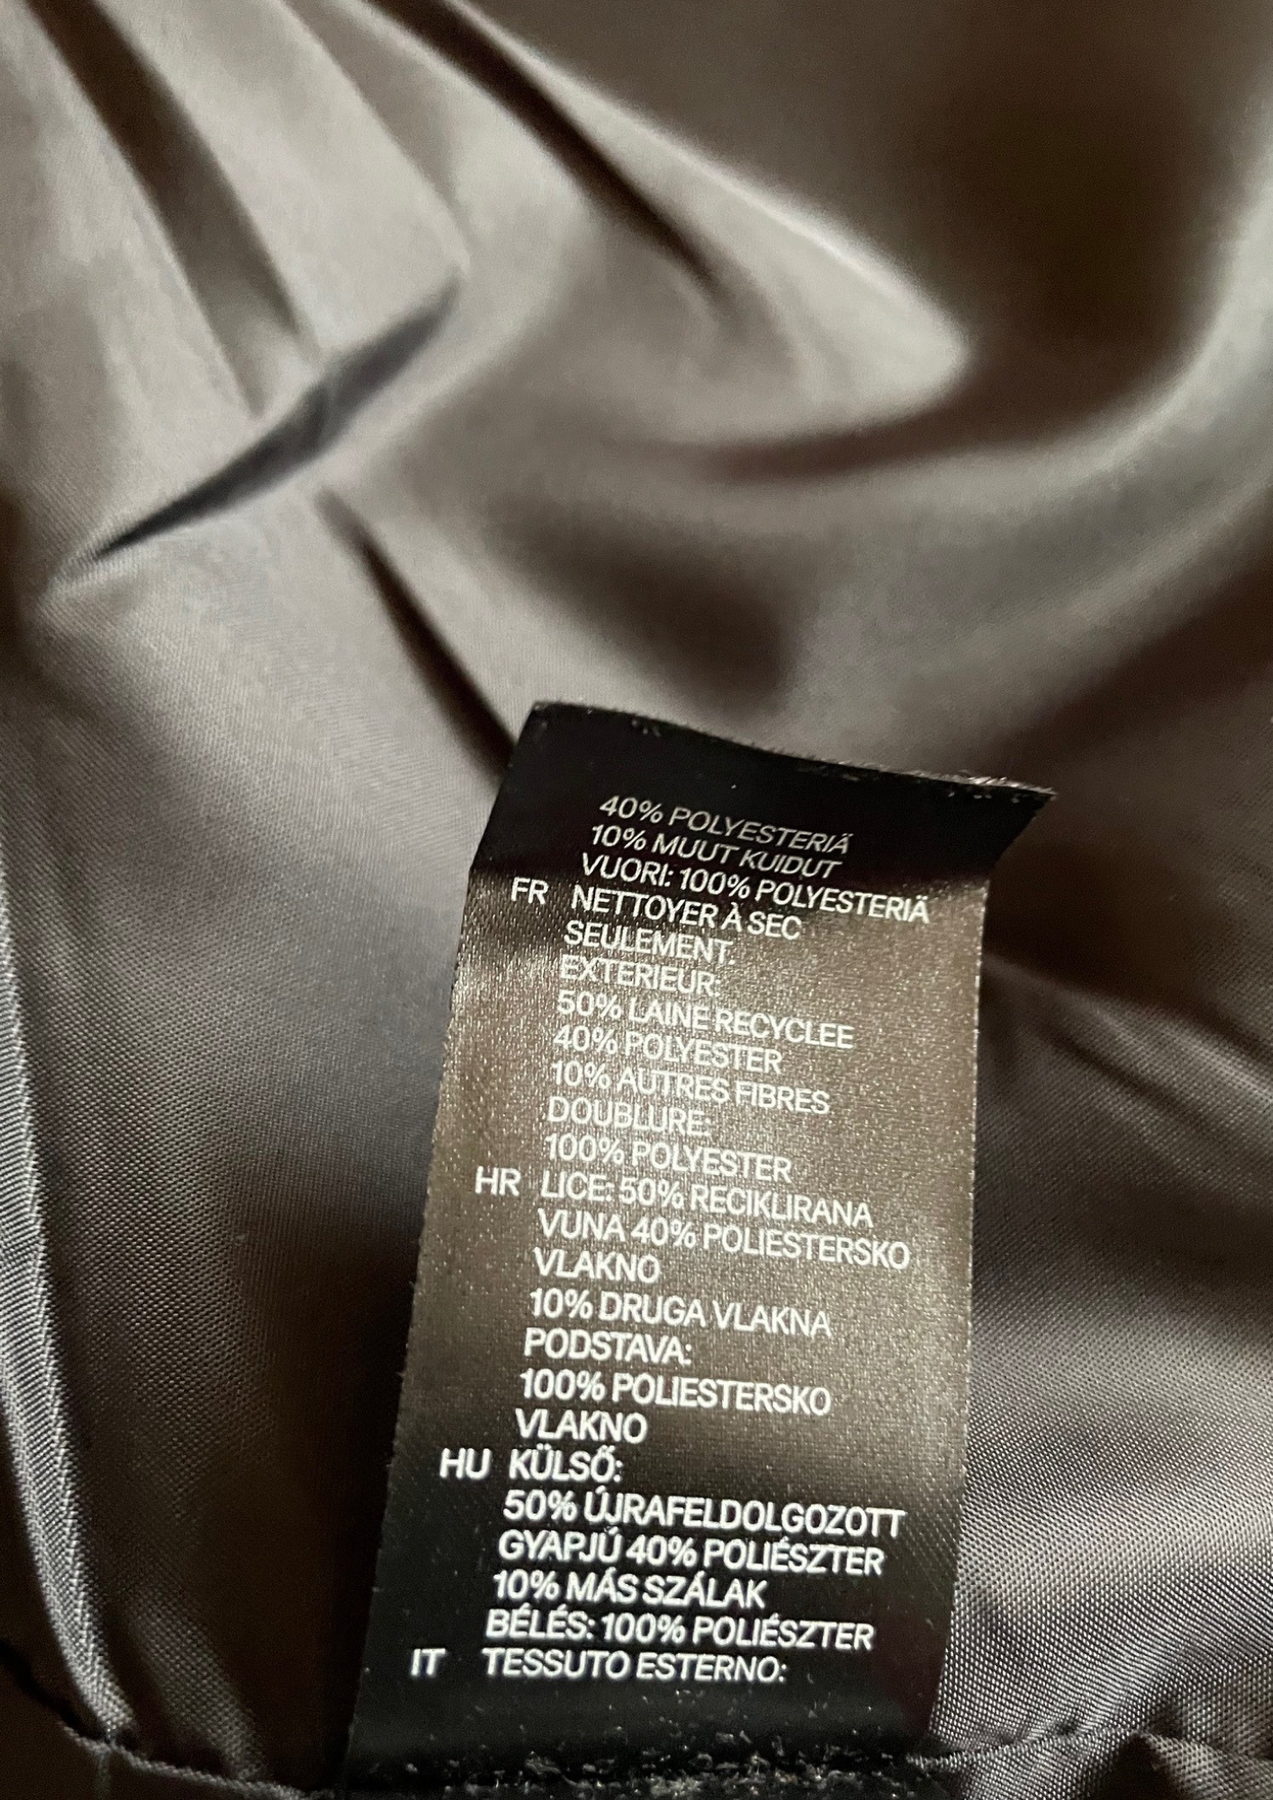 40% POLYESTERIÄ
10% MUUT KUIDUT
VUORI: 100% POLYESTERIÄ
FR NETTOYER À SEC
SEULEMENT.
EXTERIEUR:
50% LAINE RECYCLEE
40% POLYESTER
10% AUTRES FIBRES
DOUBLURE:
100% POLYESTER
HR LICE: 50% RECIKLIRANA
VUNA 40% POLIESTERSKO
VLAKNO
10% DRUGA VLAKNA
PODSTAVA:
100% POLIESTERSKO
VLAKNO
HU KÜLSŐ:
50% ÚJRAFELDOLGOZOTT
GYAPJÚ 40% POLIÉSZTER
10% MÁS SZÁLAK
BÉLÉS: 100% POLIÉSZTER
IT TESSUTO ESTERNO: